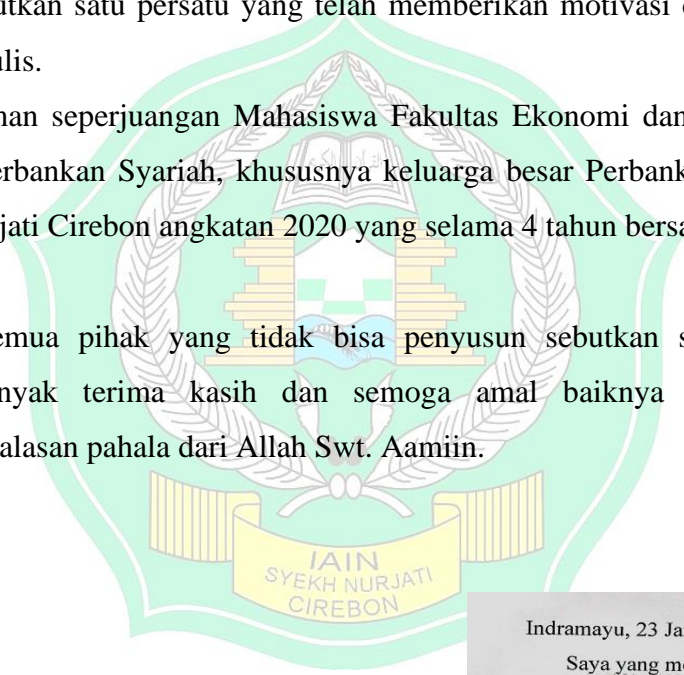 utkan satu persatu yang telah memberikan motivasi
ulis.
nan seperjuangan Mahasiswa Fakultas Ekonomi dan
erbankan Syariah, khususnya keluarga besar Perbank
jati Cirebon angkatan 2020 yang selama 4 tahun bersa
emua pihak yang tidak bisa penyusun sebutkan s
nyak terima kasih dan semoga amal baiknya
alasan pahala dari Allah Swt. Aamiin.
IAIN
SYEKH NURJATI
CIREBON
Indramayu, 23 Ja
Saya yang me